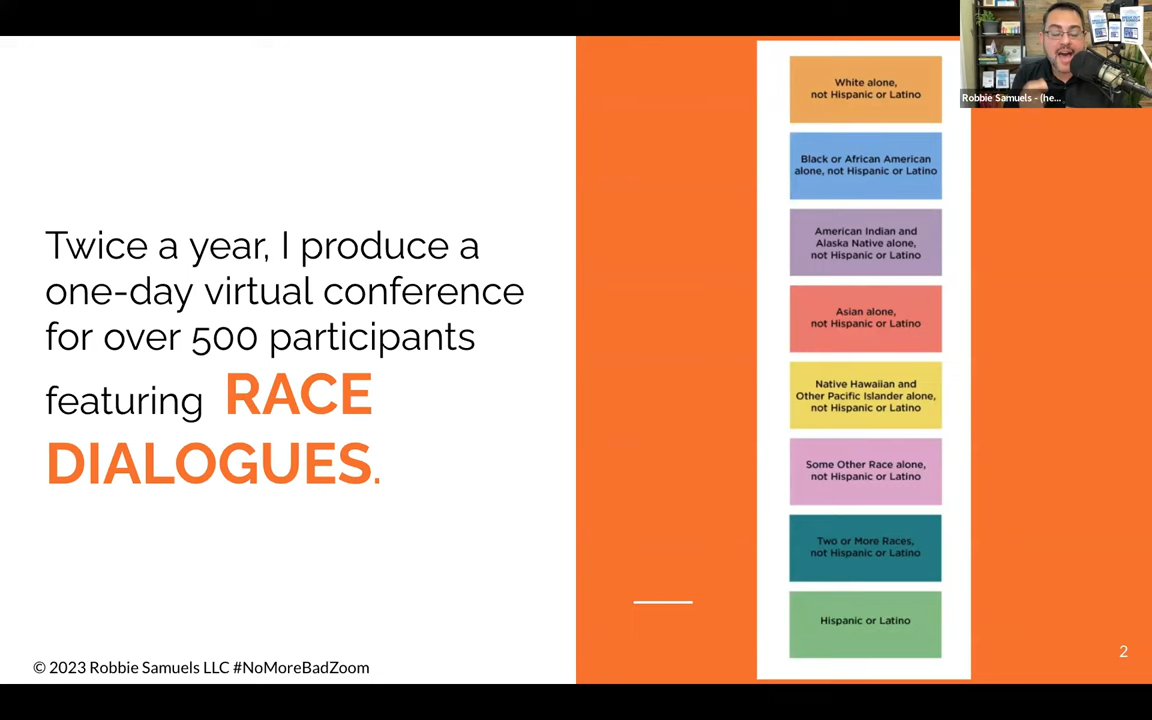 Twice a year, I produce a
one-day virtual conference
for over 500 participants
featuring RACE
DIALOGUES.
© 2023 Robbie Samuels LLC #NoMoreBadZoom
White alone,
not Hispanic or Latino
Black or African American
alone, not Hispanic or Latino
American Indian and
Alaska Native alone,
not Hispanic or Latino
Asian alone,
not Hispanic or Latino
Native Hawaiian and
Other Pacific Islander alone,
not Hispanic or Latino
Some Other Race alone,
not Hispanic or Latino
Two or More Races,
not Hispanic or Latino
Hispanic or Latino
2
Robbie Samuels - (he...